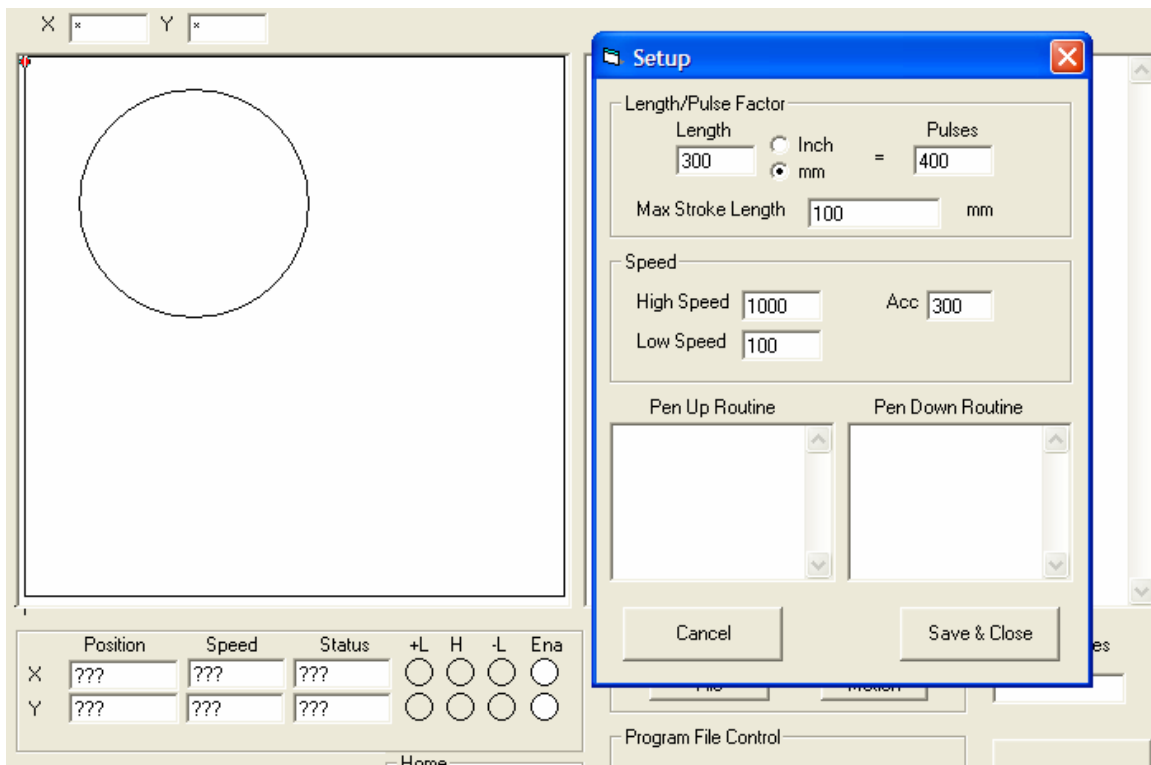 X * Y *
Setup
Length/Pulse Factor
Length Pulses
300 Inch = 400
mm
Max Stroke Length 100 mm
Speed
High Speed 1000 Acc 300
Low Speed 100
Pen Up Routine Pen Down Routine
Cancel Save & Close
Position Speed Status +L H -L Ena
X ??? ??? ???
Y ??? ??? ???
Program File Control
Home